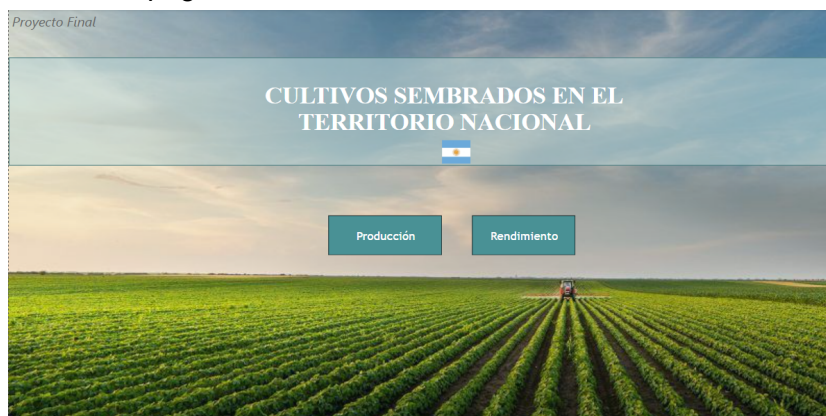 Proyecto Final
CULTIVOS SEMBRADOS EN EL
TERRITORIO NACIONAL
Producción
Rendimiento